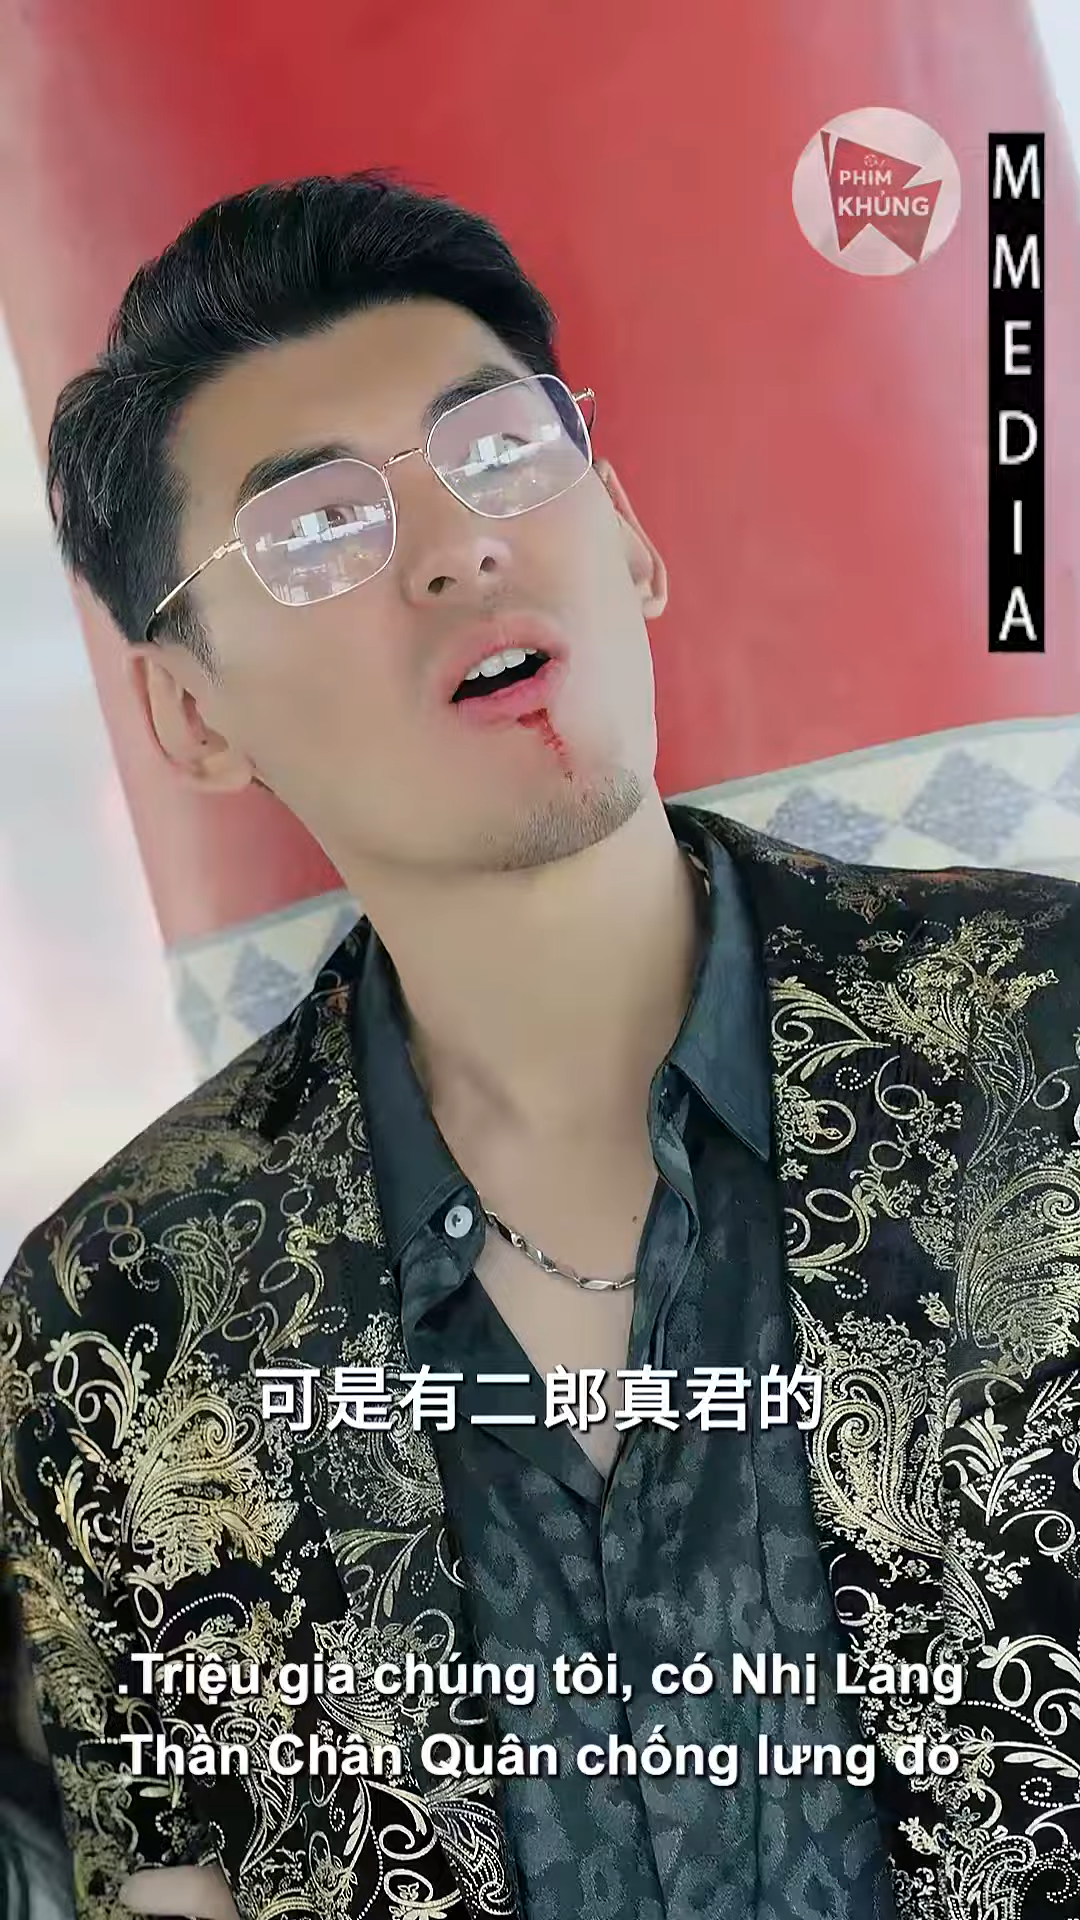 PHIM
KHỦNG
MMEDIA
可是有二郎真君的
.Triệu gia chúng tôi, có Nhị Lang
Thần Chân Quân chống lưng đó